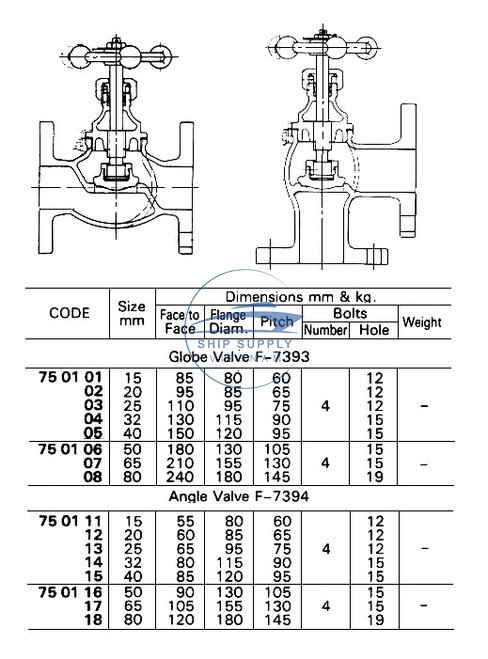 CODE Size mm Dimensions mm & kg.
Face to Face Flange Diam. Pitch Bolts Weight
Number Hole
SHIP SUPPLY
Globe Valve F-7393
75 01 01 15 85 80 60 12
02 20 95 85 65 12
03 25 110 95 75 4 12 –
04 32 130 115 90 15
05 40 150 120 95 15
75 01 06 50 180 130 105 15
07 65 210 155 130 4 15 –
08 80 240 180 145 19
Angle Valve F-7394
75 01 11 15 55 80 60 12
12 20 60 85 65 12
13 25 65 95 75 4 12 –
14 32 80 115 90 15
15 40 85 120 95 15
75 01 16 50 90 130 105 15
17 65 105 155 130 4 15 –
18 80 120 180 145 19